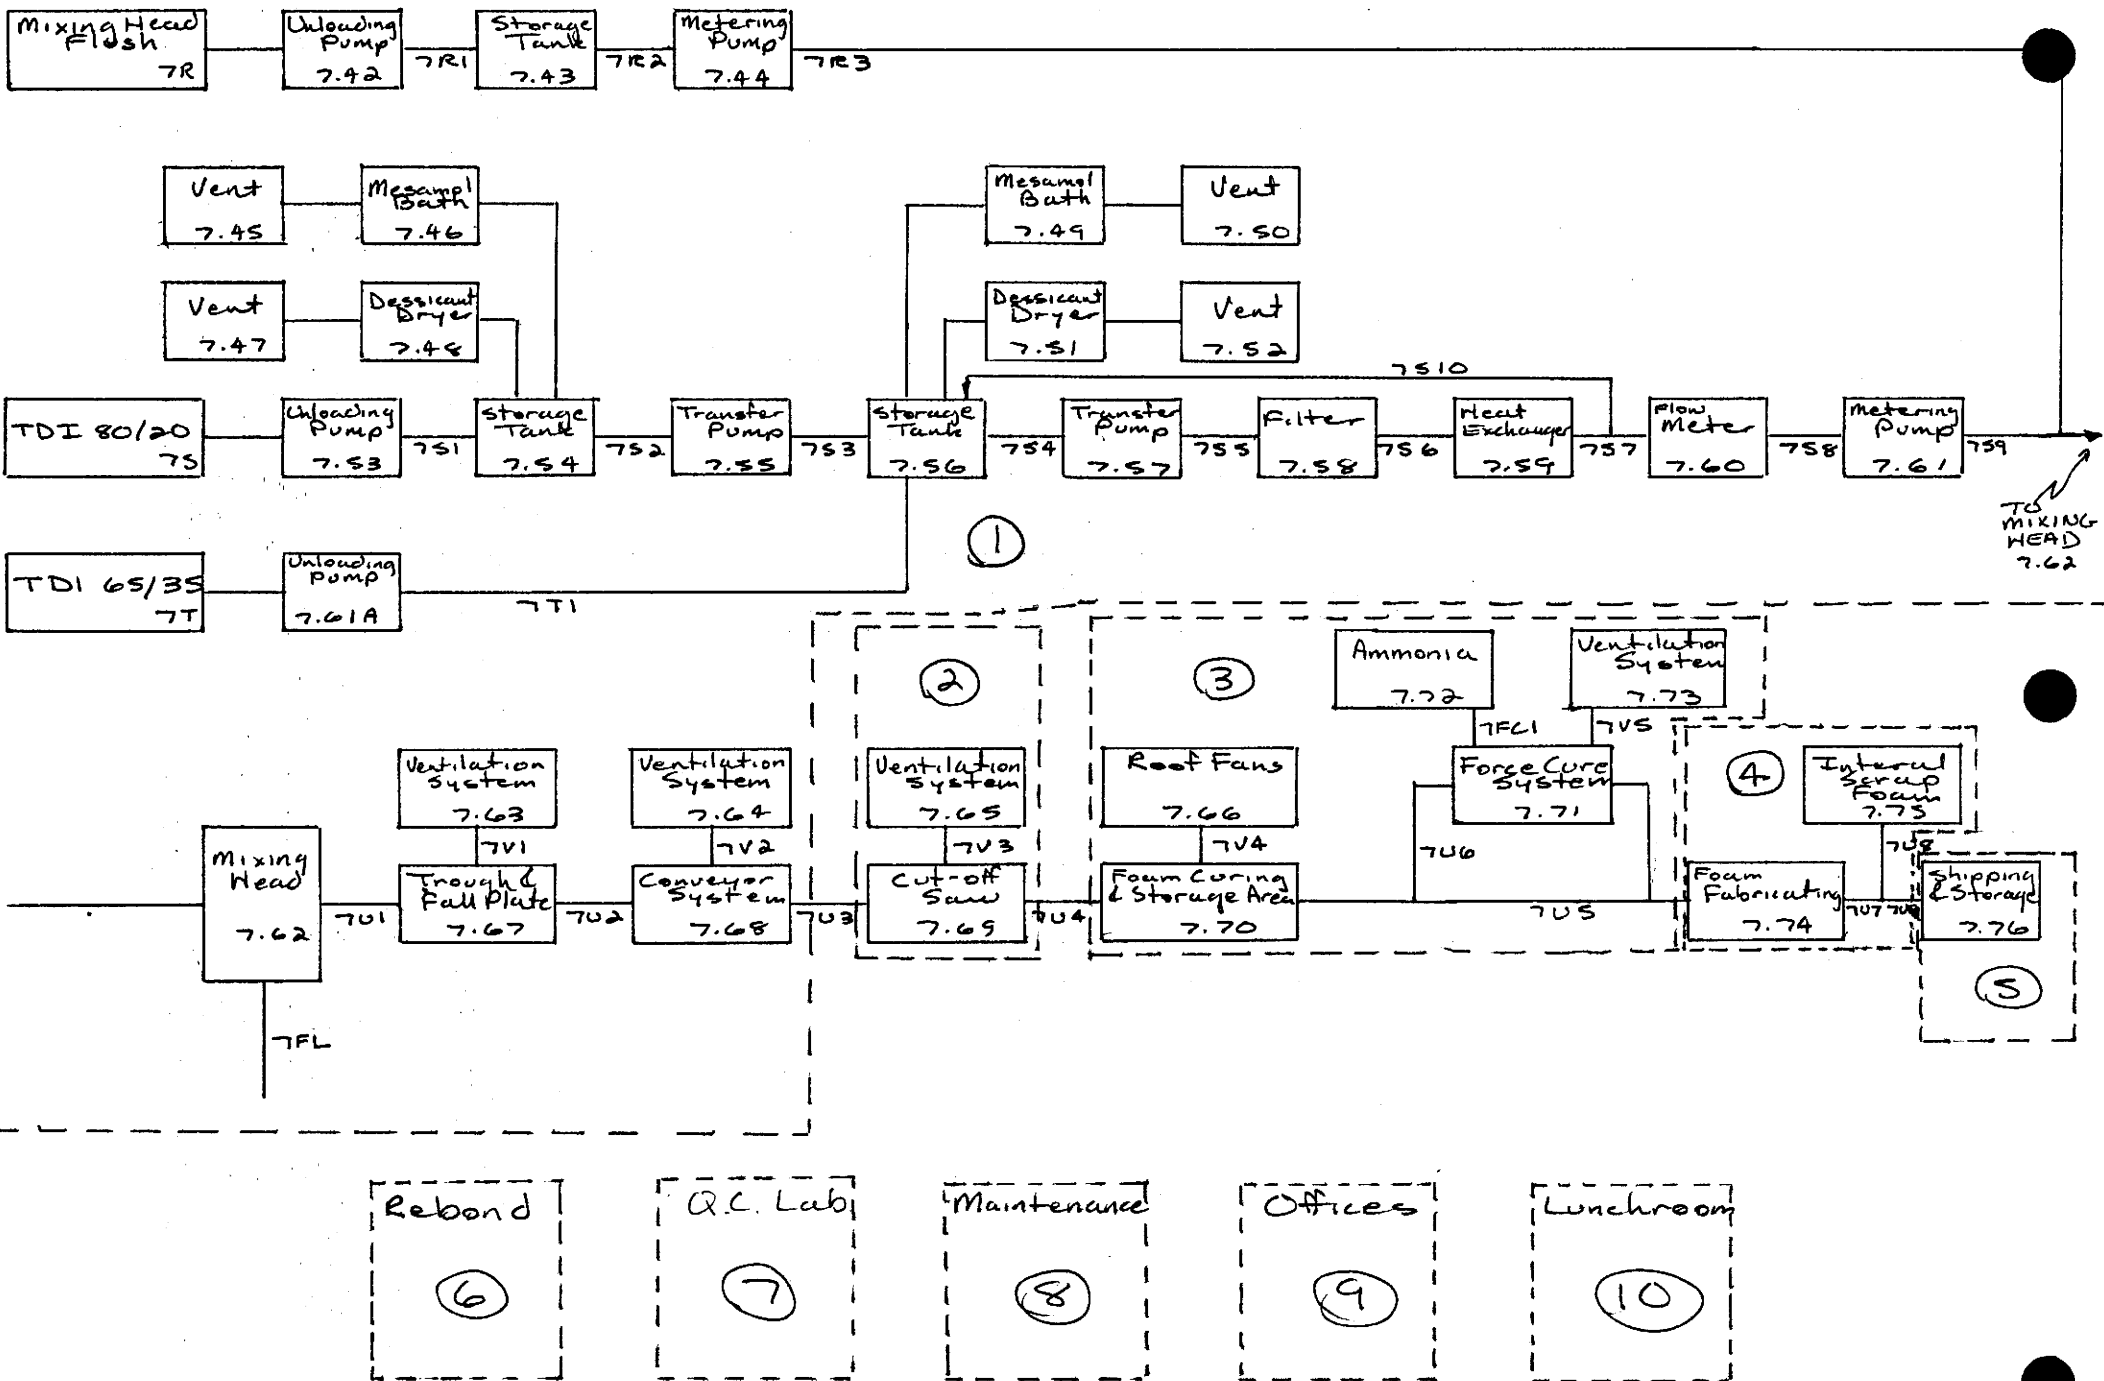 Mixing Head
Flush
7R
Unloading
Pump
7.42
7R1
Storage
Tank
7.43
7R2
Metering
Pump
7.44
7R3
Vent
7.45
Mesamol
Bath
7.46
Mesamol
Bath
7.49
Vent
7.50
Vent
7.47
Dessicant
Dryer
7.48
Dessicant
Dryer
7.51
Vent
7.52
7S10
TDI 80/20
7S
Unloading
Pump
7.53
7S1
Storage
Tank
7.54
7S2
Transfer
Pump
7.55
7S3
Storage
Tank
7.56
7S4
Transfer
Pump
7.57
7S5
Filter
7.58
7S6
Heat
Exchanger
7.59
7S7
Flow
Meter
7.60
7S8
Metering
Pump
7.61
7S9
TO
MIXING
HEAD
7.62
1
TDI 65/35
7T
Unloading
Pump
7.61A
7T1
2
3
Ammonia
7.72
7FC1
Ventilation
System
7.73
7V5
Ventilation
System
7.63
7V1
Ventilation
System
7.64
7V2
Ventilation
System
7.65
7V3
Roof Fans
7.66
7V4
Force Cure
System
7.71
7U6
4
Internal
Scrap
Foam
7.75
7U8
Mixing
Head
7.62
7U1
Trough &
Fall Plate
7.67
7U2
Conveyor
System
7.68
7U3
Cut-off
Saw
7.69
7U4
Foam Curing
& Storage Area
7.70
7U5
Foam
Fabricating
7.74
7U7
7U9
Shipping
& Storage
7.76
5
7FL
Rebond
6
Q.C. Lab
7
Maintenance
8
Offices
9
Lunchroom
10